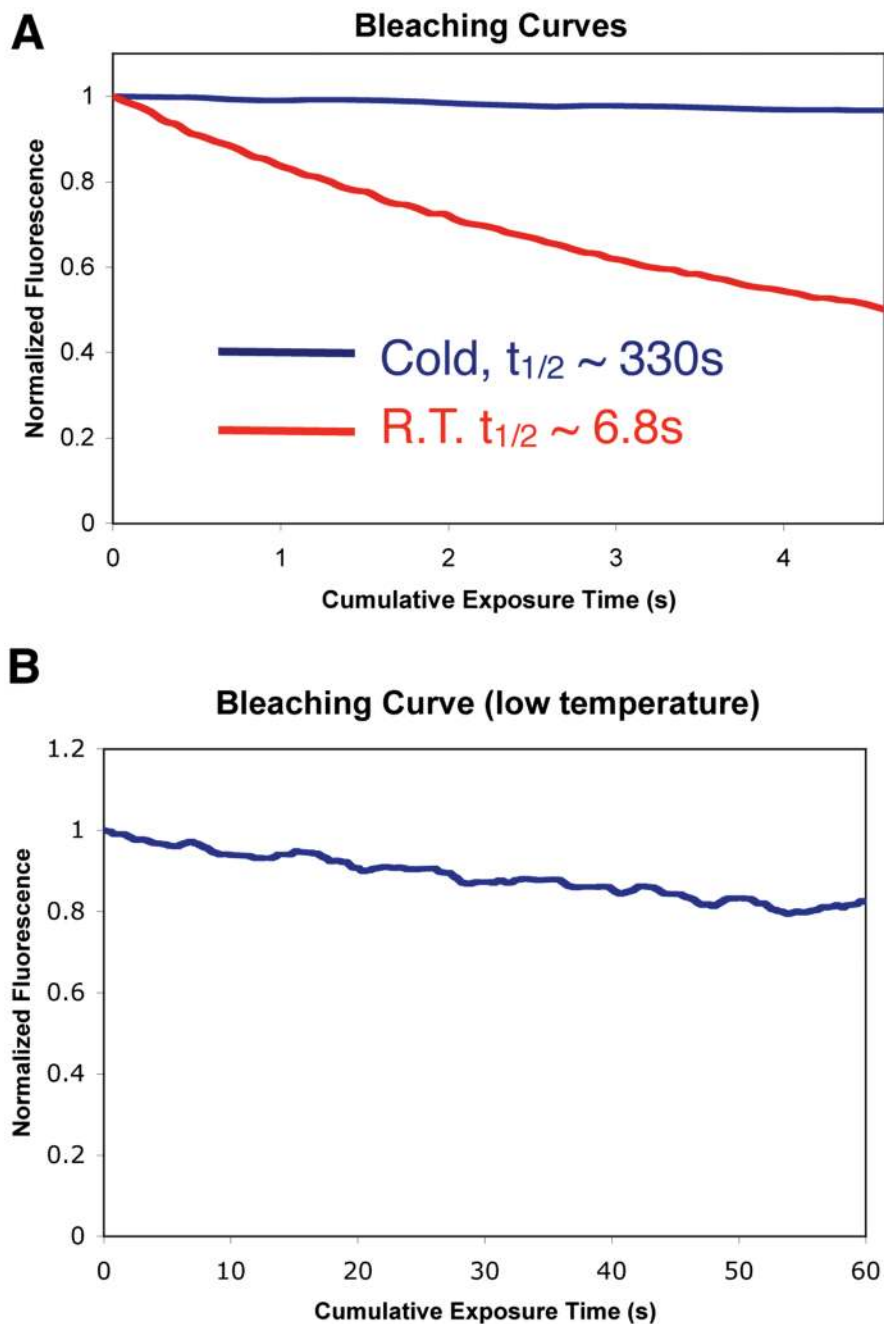 A
Bleaching Curves
Normalized Fluorescence
1
0.8
0.6
0.4
0.2
0
Cold, t1/2 ~ 330s
R.T. t1/2 ~ 6.8s
0 1 2 3 4
Cumulative Exposure Time (s)
B
Bleaching Curve (low temperature)
Normalized Fluorescence
1.2
1
0.8
0.6
0.4
0.2
0
0 10 20 30 40 50 60
Cumulative Exposure Time (s)